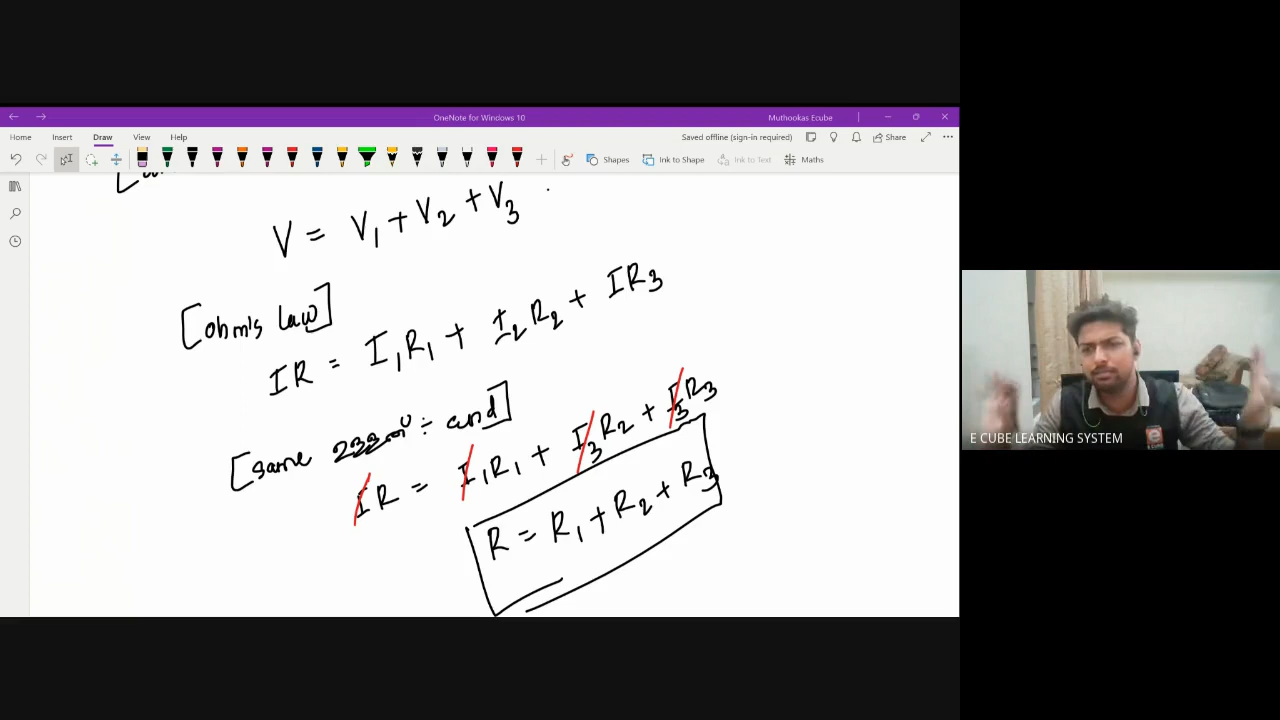 OneNote for Windows 10
Muthookas Ecube
Home Insert Draw View Help
Saved offline (sign-in required)
Share
Shapes
Ink to Shape
Ink to Text
Maths
V = V1 + V2 + V3
[ohm's law]
IR = I1R1 + I2R2 + IR3
[same ÷ and]
IR = I1R1 + I3R2 + I3R3
R = R1 + R2 + R3
E CUBE LEARNING SYSTEM